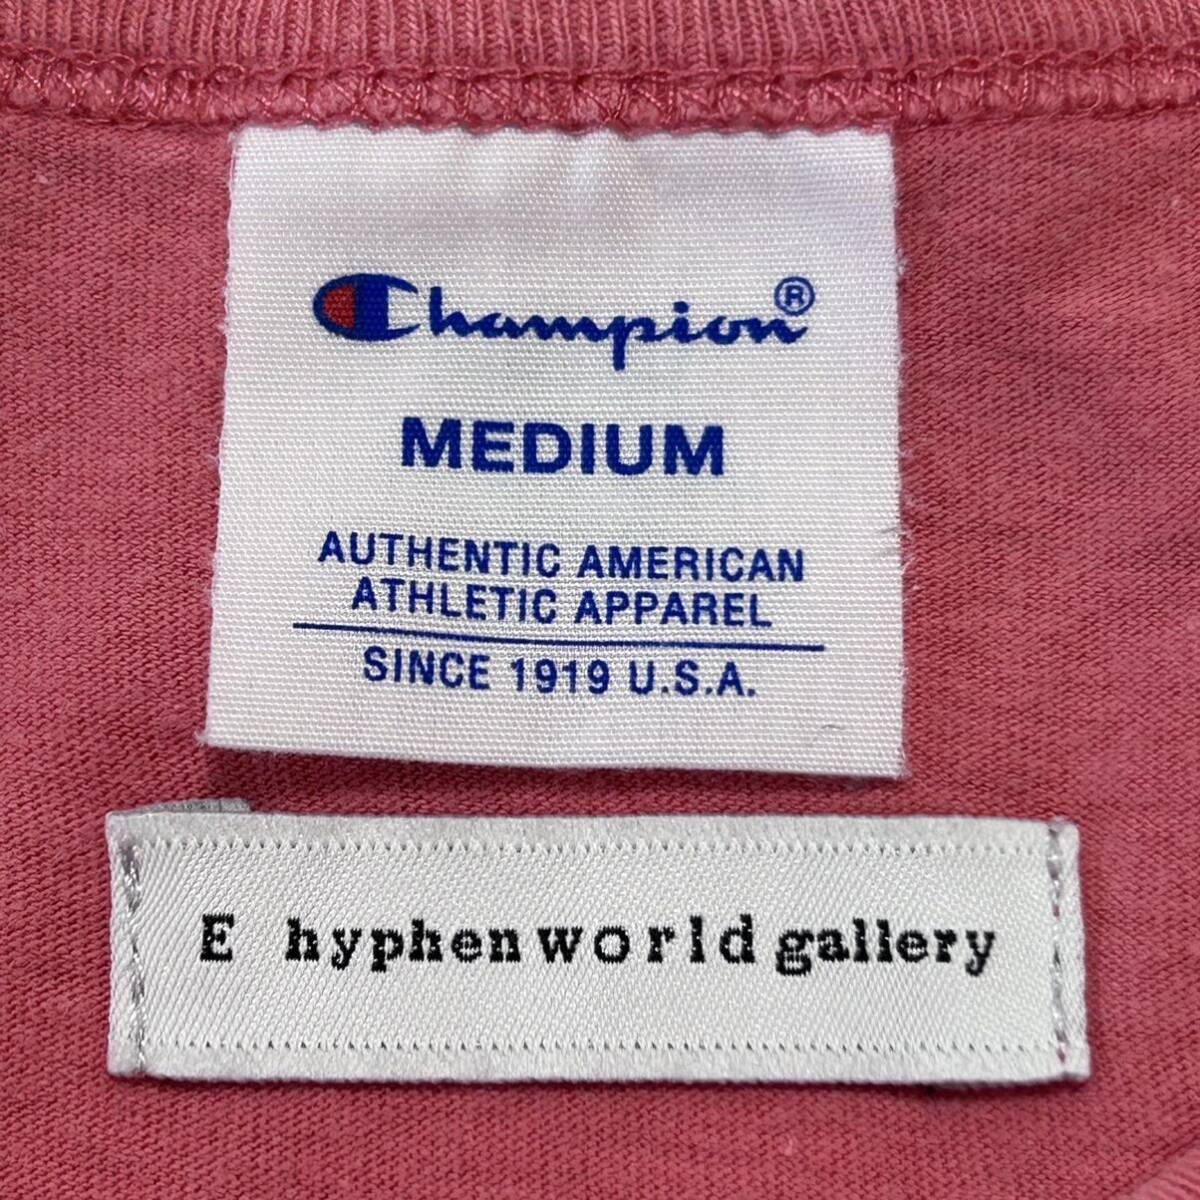 Champion®
MEDIUM
AUTHENTIC AMERICAN
ATHLETIC APPAREL
SINCE 1919 U.S.A.
E hyphen world gallery